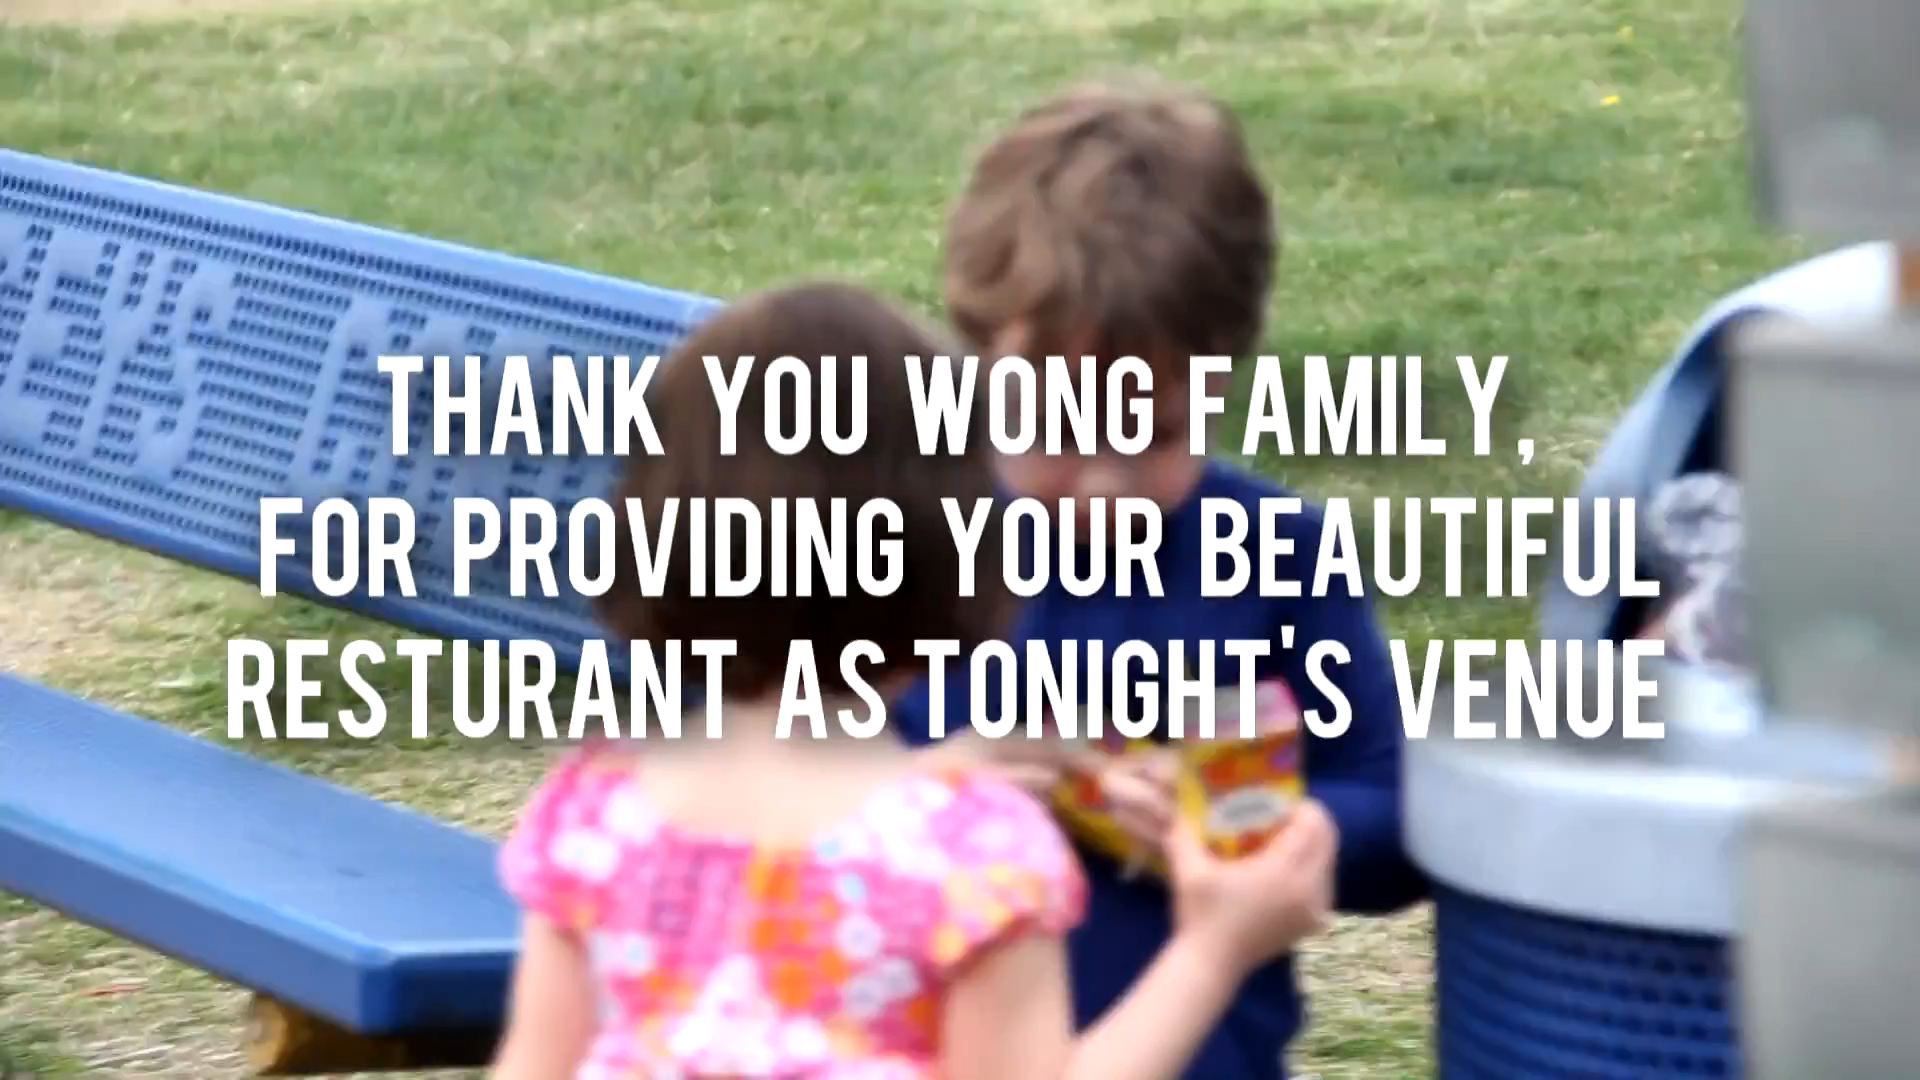 THANK YOU WONG FAMILY,
FOR PROVIDING YOUR BEAUTIFUL
RESTURANT AS TONIGHT'S VENUE